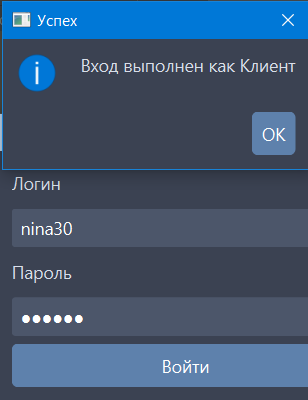 Успех
Вход выполнен как Клиент
OK
Логин
nina30
Пароль
●●●●●●
Войти